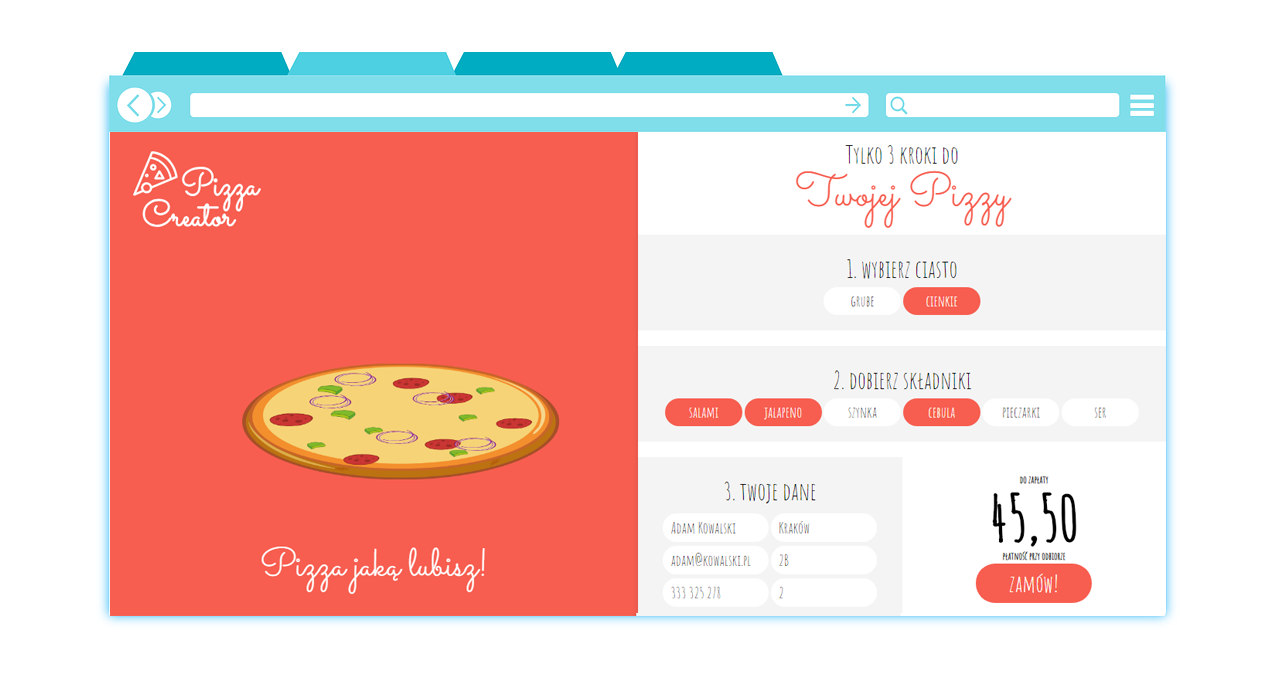 Pizza
Creator
Pizza jaką lubisz!
Tylko 3 kroki do
Twojej Pizzy
1. wybierz ciasto
grube
cienkie
2. dobierz składniki
salami
jalapeno
szynka
cebula
pieczarki
ser
3. twoje dane
Adam Kowalski
Kraków
adam@kowalski.pl
2B
333 325 278
2
do zapłaty
45,50
płatność przy odbiorze
zamów!